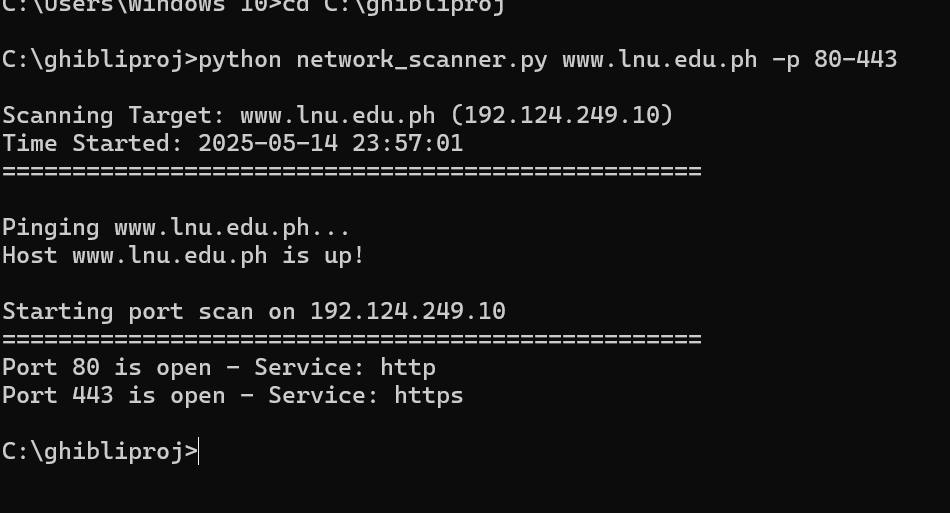 C:\Users\Windows 10>cd C:\ghibliproj
C:\ghibliproj>python network_scanner.py www.lnu.edu.ph -p 80-443
Scanning Target: www.lnu.edu.ph (192.124.249.10)
Time Started: 2025-05-14 23:57:01
==================================================
Pinging www.lnu.edu.ph...
Host www.lnu.edu.ph is up!
Starting port scan on 192.124.249.10
==================================================
Port 80 is open - Service: http
Port 443 is open - Service: https
C:\ghibliproj>